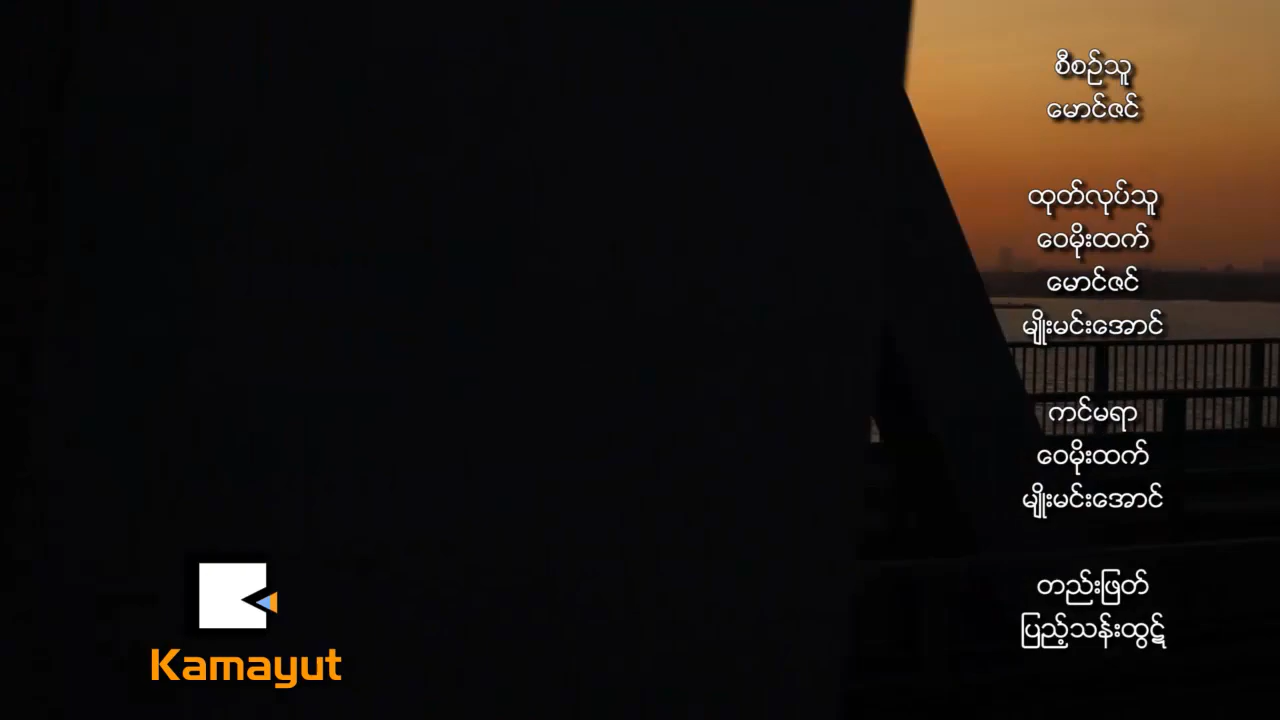 စီစဉ်သူ
မောင်ဇင်
ထုတ်လုပ်သူ
ဝေမိုးထက်
မောင်ဇင်
မျိုးမင်းအောင်
ကင်မရာ
ဝေမိုးထက်
မျိုးမင်းအောင်
တည်းဖြတ်
ပြည့်သန်းထွဋ်
Kamayut